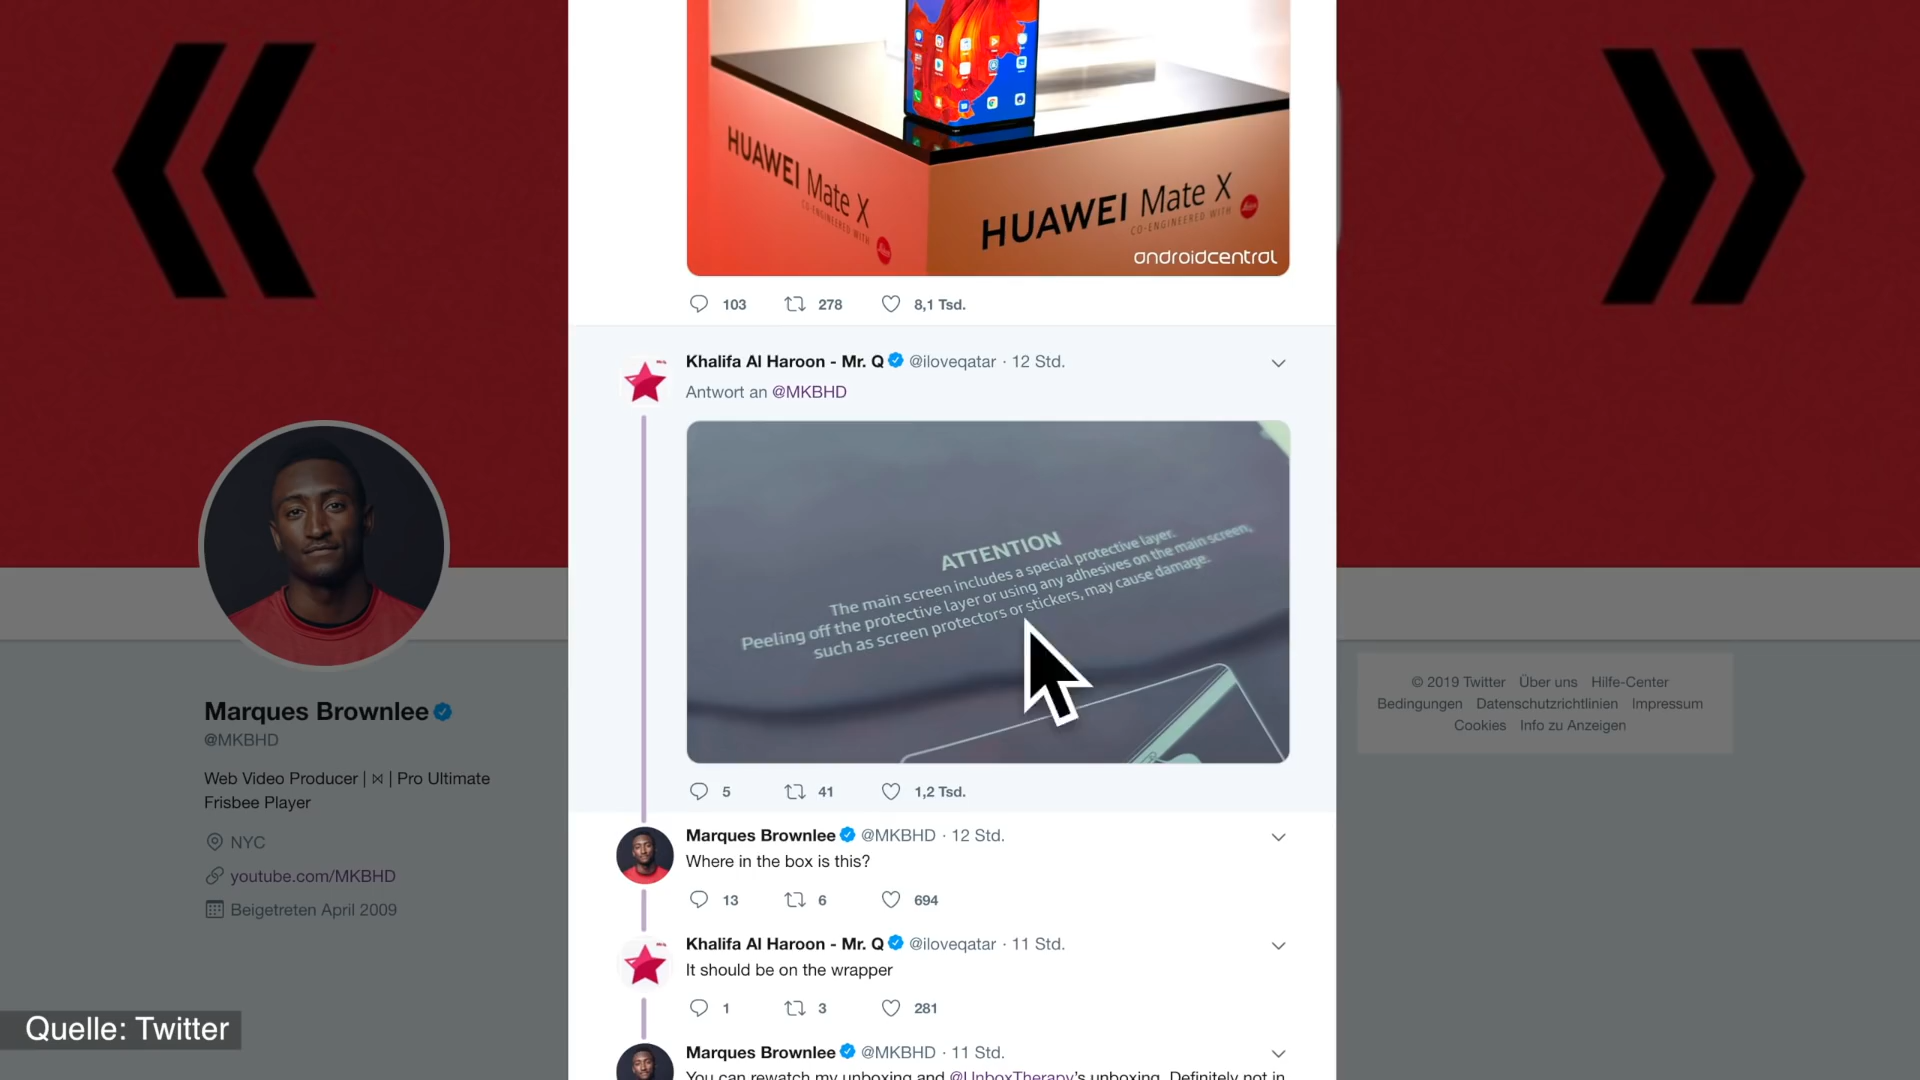 HUAWEI Mate X
CO-ENGINEERED WITH
HUAWEI Mate X
CO-ENGINEERED WITH
androidcentral
103 278 8,1 Tsd.
Khalifa Al Haroon - Mr. Q @iloveqatar · 12 Std.
Antwort an @MKBHD
ATTENTION
The main screen includes a special protective layer.
Peeling off the protective layer or using any adhesives on the main screen,
such as screen protectors or stickers, may cause damage.
5 41 1,2 Tsd.
Marques Brownlee @MKBHD · 12 Std.
Where in the box is this?
13 6 694
Khalifa Al Haroon - Mr. Q @iloveqatar · 11 Std.
It should be on the wrapper
1 3 281
Marques Brownlee @MKBHD · 11 Std.
You can rewatch my unboxing and @UnboxTherapy's unboxing. Definitely not in
Marques Brownlee
@MKBHD
Web Video Producer | ⋈ | Pro Ultimate
Frisbee Player
NYC
youtube.com/MKBHD
Beigetreten April 2009
© 2019 Twitter Über uns Hilfe-Center
Bedingungen Datenschutzrichtlinien Impressum
Cookies Info zu Anzeigen
Quelle: Twitter